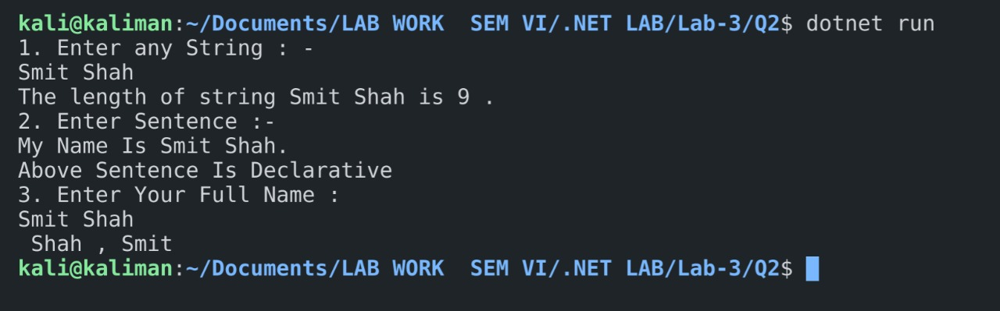 kali@kaliman:~/Documents/LAB WORK  SEM VI/.NET LAB/Lab-3/Q2$ dotnet run
1. Enter any String : -
Smit Shah
The length of string Smit Shah is 9 .
2. Enter Sentence :-
My Name Is Smit Shah.
Above Sentence Is Declarative
3. Enter Your Full Name :
Smit Shah
 Shah , Smit
kali@kaliman:~/Documents/LAB WORK  SEM VI/.NET LAB/Lab-3/Q2$